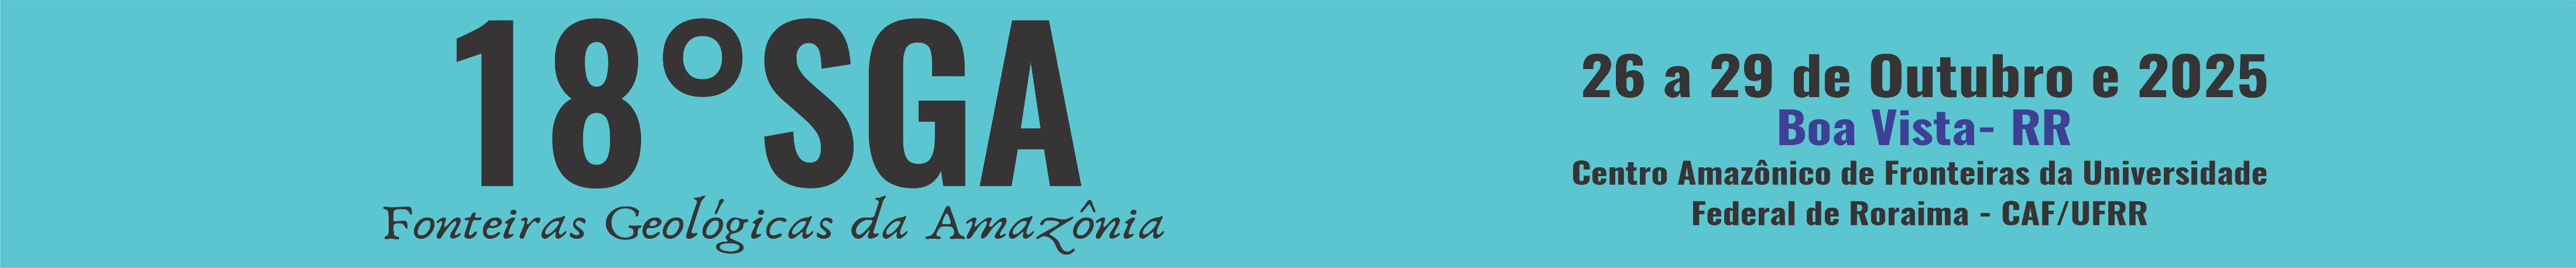 18°SGA
Fonteiras Geológicas da Amazônia
26 a 29 de Outubro e 2025
Boa Vista- RR
Centro Amazônico de Fronteiras da Universidade
Federal de Roraima - CAF/UFRR